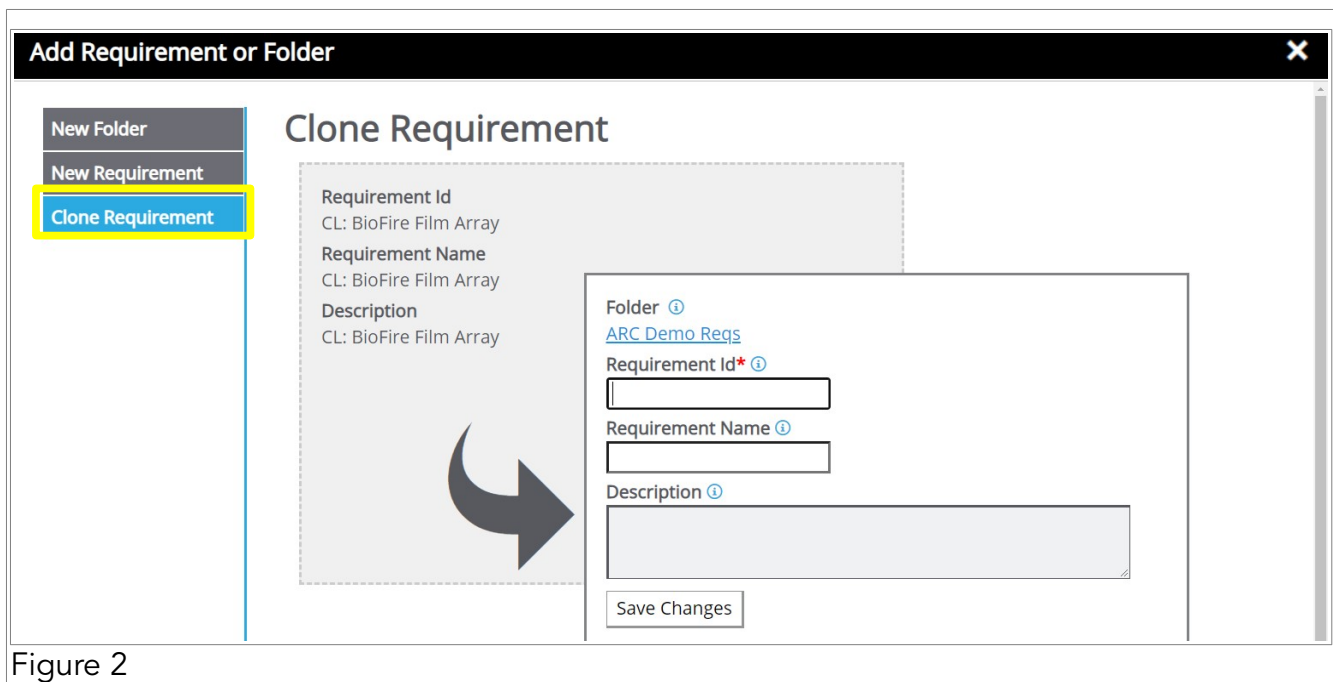 Add Requirement or Folder
New Folder
New Requirement
Clone Requirement
Clone Requirement
Requirement Id
CL: BioFire Film Array
Requirement Name
CL: BioFire Film Array
Description
CL: BioFire Film Array
Folder
ARC Demo Reqs
Requirement Id*
Requirement Name
Description
Save Changes
Figure 2